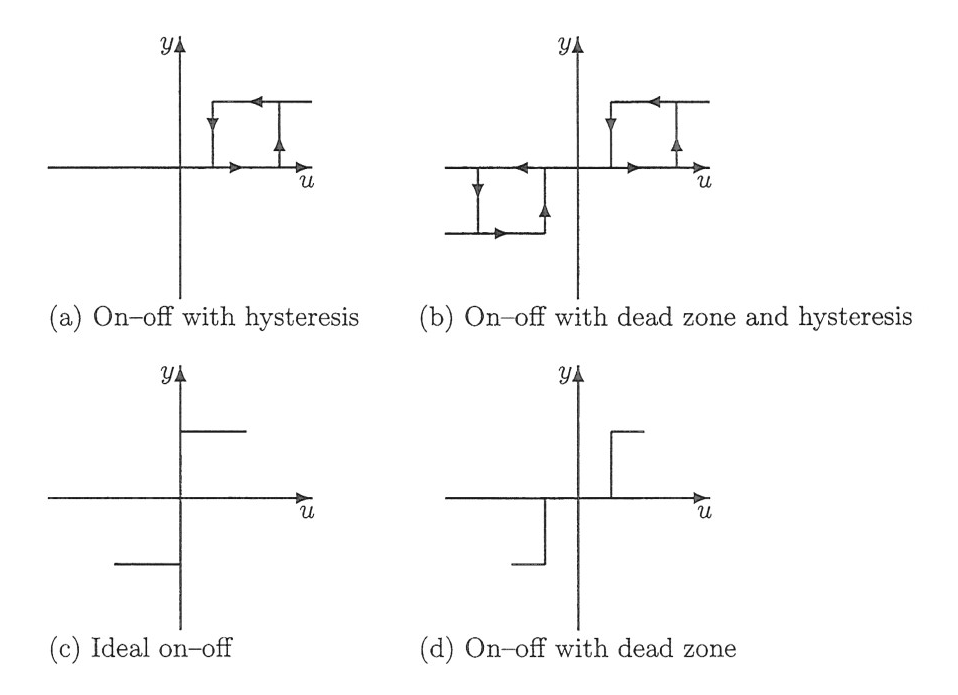 y
y
u
u
(a) On–off with hysteresis
(b) On–off with dead zone and hysteresis
y
y
u
u
(c) Ideal on–off
(d) On–off with dead zone